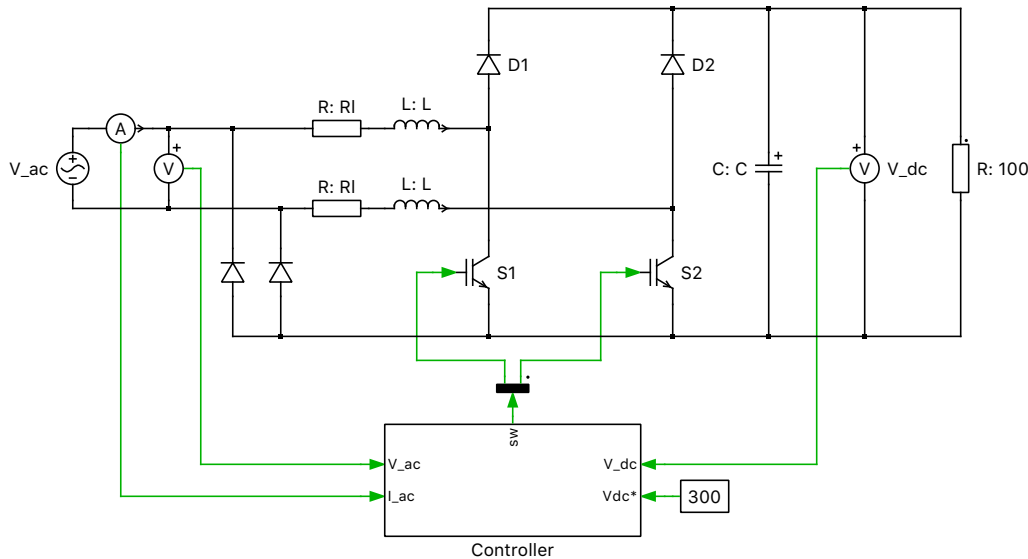 D1
D2
R: Rl
L: L
A
V_ac
V
+
R: Rl
L: L
C: C
+
+
V
V_dc
R: 100
S1
S2
sw
V_ac
V_dc
I_ac
Vdc*
300
Controller